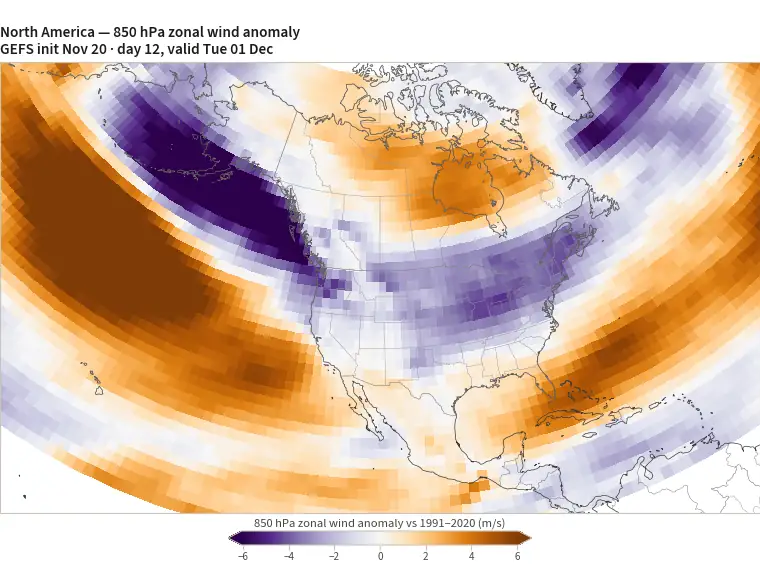 North America — 850 hPa zonal wind anomaly
GEFS init Nov 20 · day 12, valid Tue 01 Dec
850 hPa zonal wind anomaly vs 1991–2020 (m/s)
−6 −4 −2 0 2 4 6